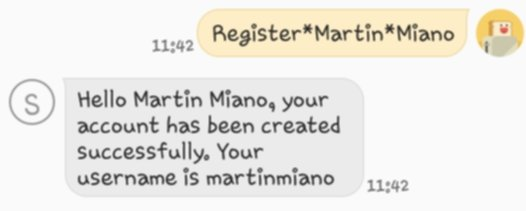 Register*Martin*Miano
11:42
S
Hello Martin Miano, your
account has been created
successfully. Your
username is martinmiano
11:42